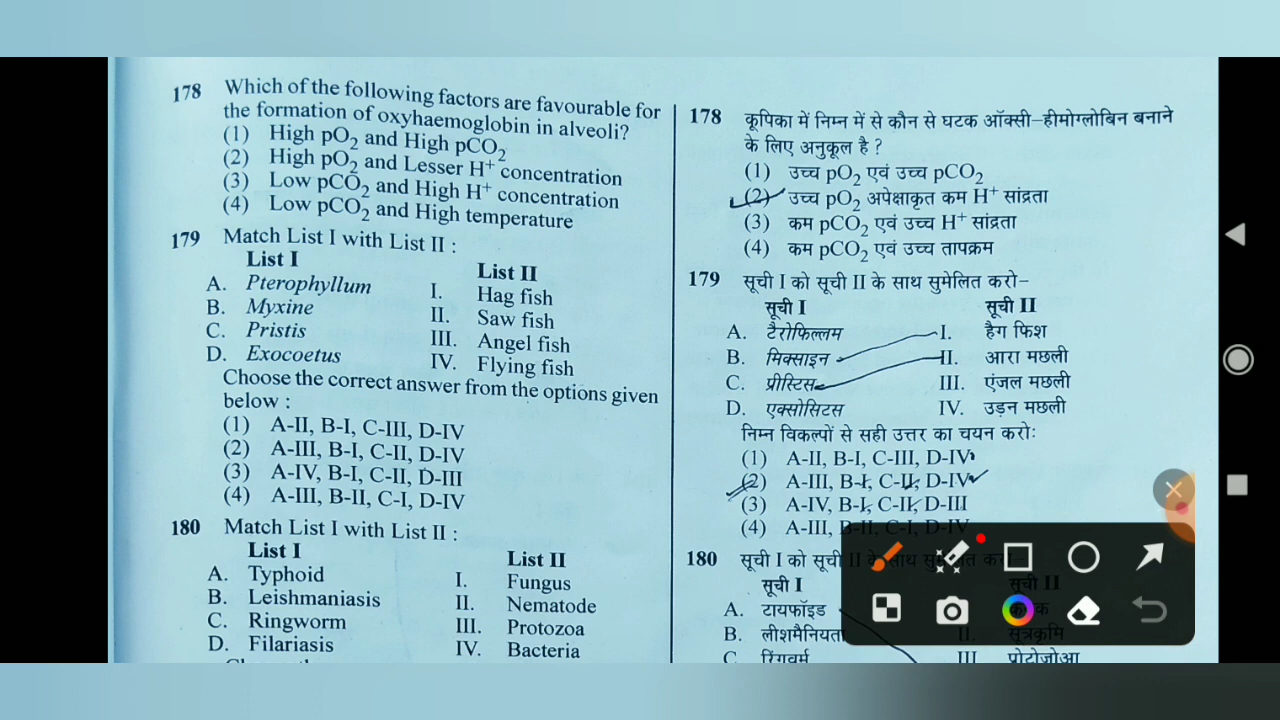 178 Which of the following factors are favourable for
the formation of oxyhaemoglobin in alveoli?
(1) High pO₂ and High pCO₂
(2) High pO₂ and Lesser H⁺ concentration
(3) Low pCO₂ and High H⁺ concentration
(4) Low pCO₂ and High temperature
179 Match List I with List II :
List I List II
A. Pterophyllum I. Hag fish
B. Myxine II. Saw fish
C. Pristis III. Angel fish
D. Exocoetus IV. Flying fish
Choose the correct answer from the options given
below :
(1) A-II, B-I, C-III, D-IV
(2) A-III, B-I, C-II, D-IV
(3) A-IV, B-I, C-II, D-III
(4) A-III, B-II, C-I, D-IV
180 Match List I with List II :
List I List II
A. Typhoid I. Fungus
B. Leishmaniasis II. Nematode
C. Ringworm III. Protozoa
D. Filariasis IV. Bacteria
178 कूपिका में निम्न में से कौन से घटक ऑक्सी-हीमोग्लोबिन बनाने
के लिए अनुकूल है ?
(1) उच्च pO₂ एवं उच्च pCO₂
(2) उच्च pO₂ अपेक्षाकृत कम H⁺ सांद्रता
(3) कम pCO₂ एवं उच्च H⁺ सांद्रता
(4) कम pCO₂ एवं उच्च तापक्रम
179 सूची I को सूची II के साथ सुमेलित करो-
सूची I सूची II
A. टैरोफिल्लम I. हैग फिश
B. मिक्साइन II. आरा मछली
C. प्रीस्टिस III. एंजल मछली
D. एक्सोसिटस IV. उड़न मछली
निम्न विकल्पों से सही उत्तर का चयन करोः
(1) A-II, B-I, C-III, D-IV
(2) A-III, B-I, C-II, D-IV
(3) A-IV, B-I, C-II, D-III
(4) A-III, B-II, C-I, D-IV
180 सूची I को सूची II के साथ सुमेलित करो-
सूची I सूची II
A. टायफॉइड
B. लीशमैनियता II. सूत्रकृमि
C. रिंगवर्म III. प्रोटोजोआ